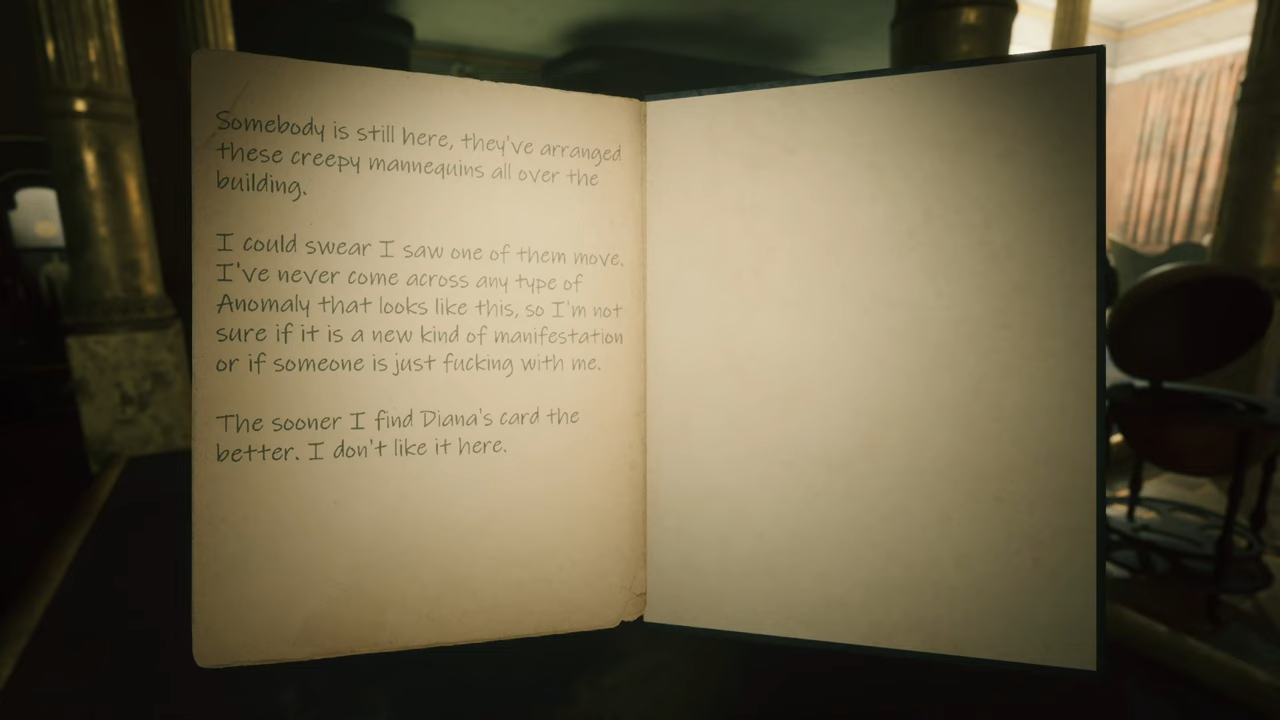 Somebody is still here, they've arranged
these creepy mannequins all over the
building.
I could swear I saw one of them move.
I've never come across any type of
Anomaly that looks like this, so I'm not
sure if it is a new kind of manifestation
or if someone is just fucking with me.
The sooner I find Diana's card the
better. I don't like it here.